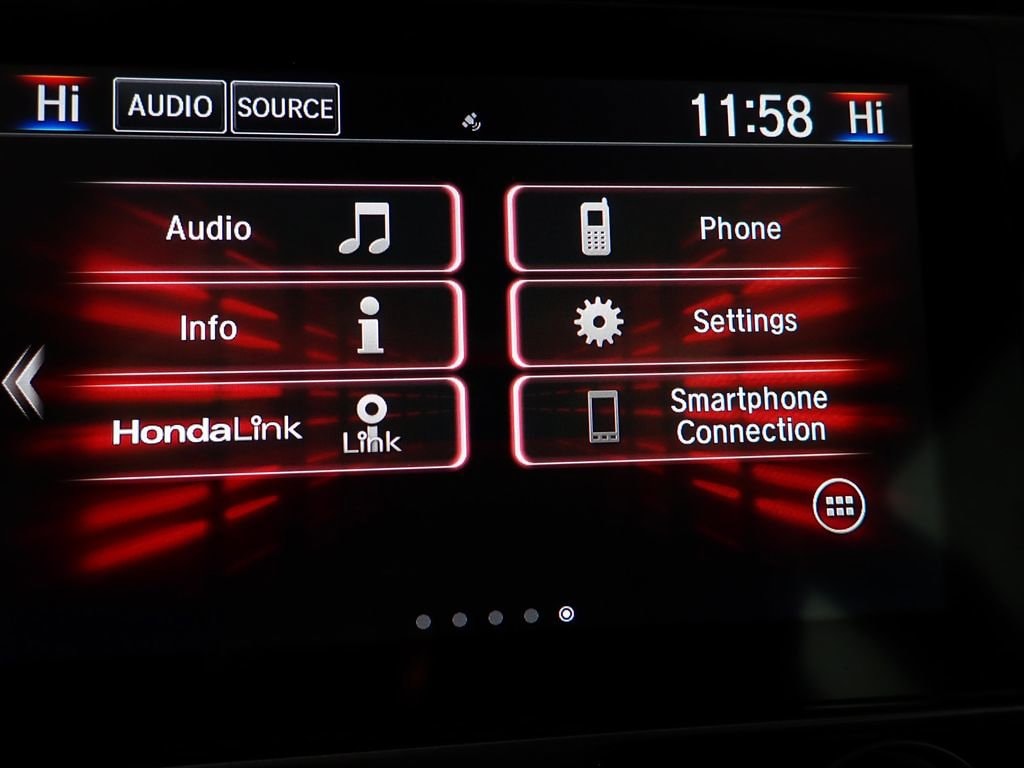 Hi AUDIO SOURCE 11:58 Hi
Audio
Phone
Info
Settings
HondaLink
Link
Smartphone
Connection